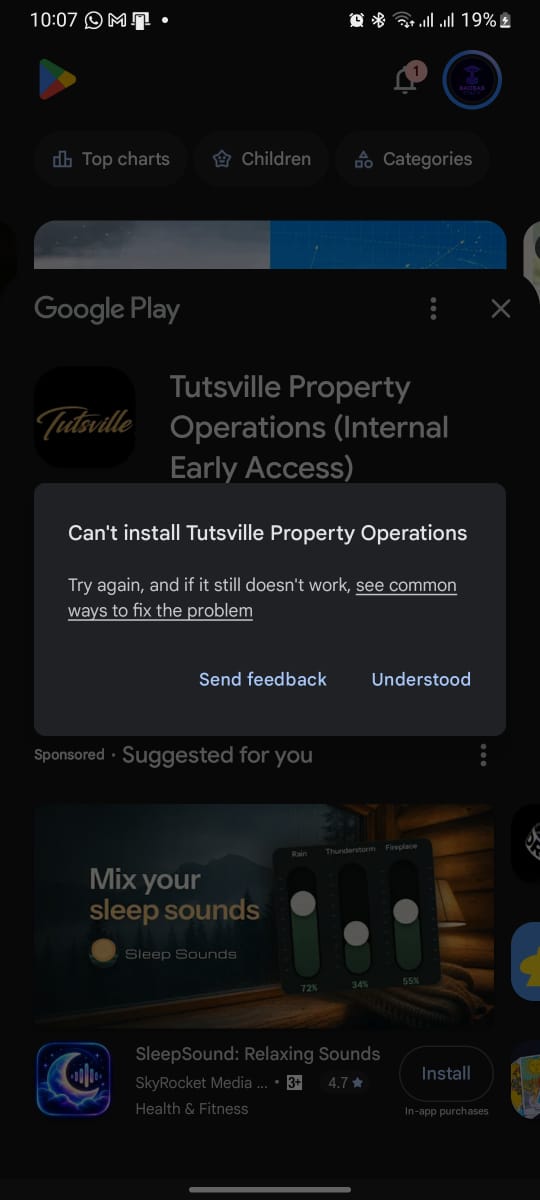 10:07
19%
1
Top charts
Children
Categories
Google Play
Tutsville
Tutsville Property
Operations (Internal
Early Access)
Can't install Tutsville Property Operations
Try again, and if it still doesn't work, see common
ways to fix the problem
Send feedback
Understood
Sponsored · Suggested for you
Mix your
sleep sounds
Sleep Sounds
Rain
Thunderstorm
Fireplace
72%
34%
55%
SleepSound: Relaxing Sounds
SkyRocket Media ... • 3+ 4.7
Health & Fitness
Install
In-app purchases